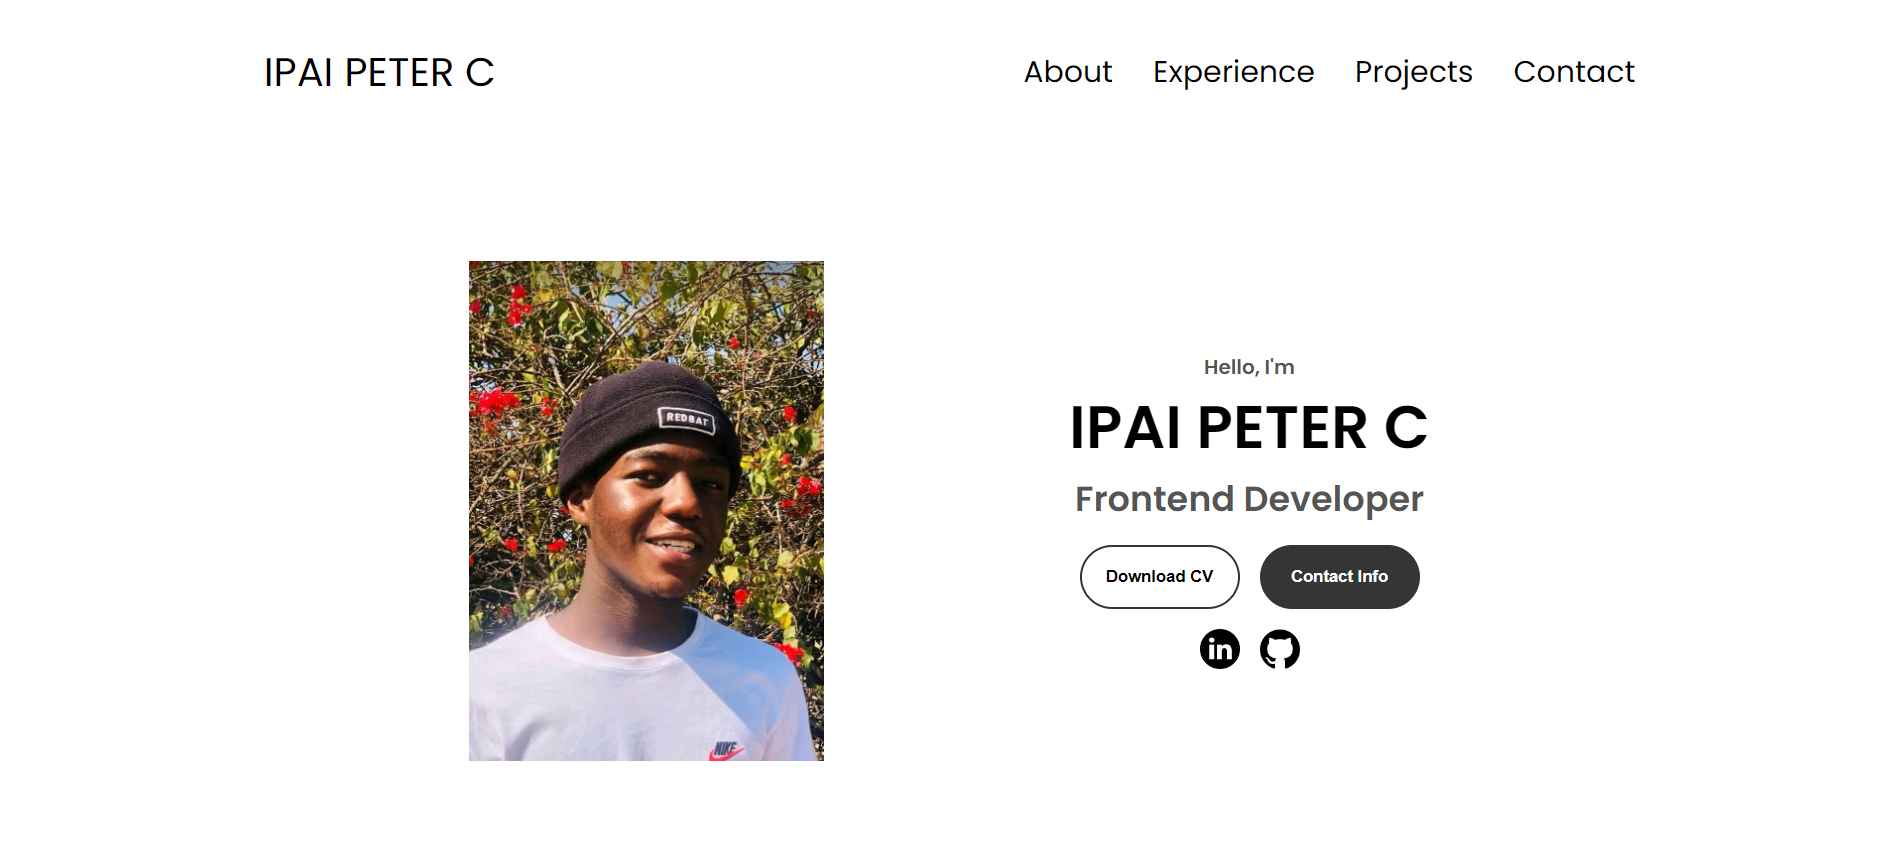 IPAI PETER C
About Experience Projects Contact
REDBAT
NIKE
Hello, I'm
IPAI PETER C
Frontend Developer
Download CV
Contact Info
in